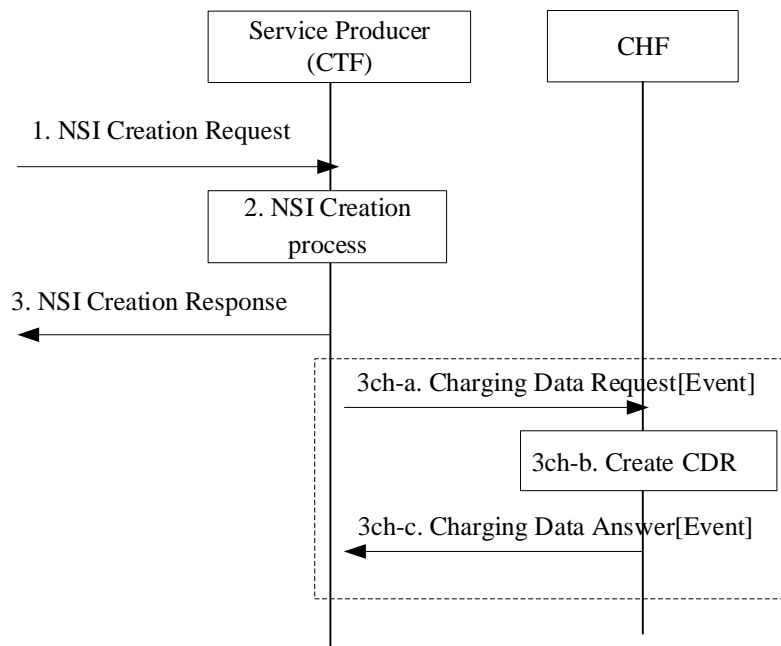 Service Producer
(CTF)
CHF
1. NSI Creation Request
2. NSI Creation
process
3. NSI Creation Response
3ch-a. Charging Data Request[Event]
3ch-b. Create CDR
3ch-c. Charging Data Answer[Event]